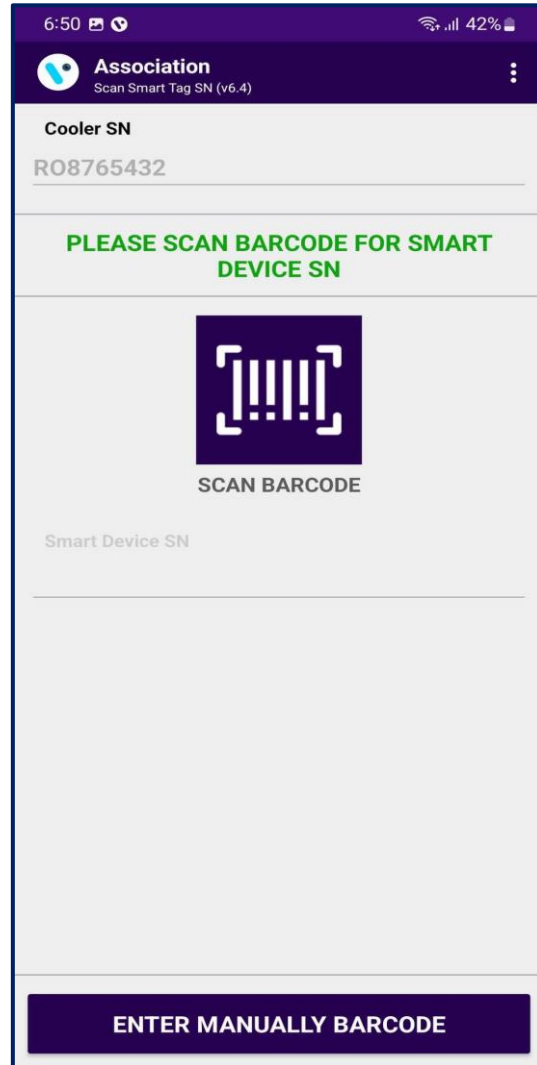 6:50 42%
Association
Scan Smart Tag SN (v6.4)
Cooler SN
RO8765432
PLEASE SCAN BARCODE FOR SMART
DEVICE SN
SCAN BARCODE
Smart Device SN
ENTER MANUALLY BARCODE